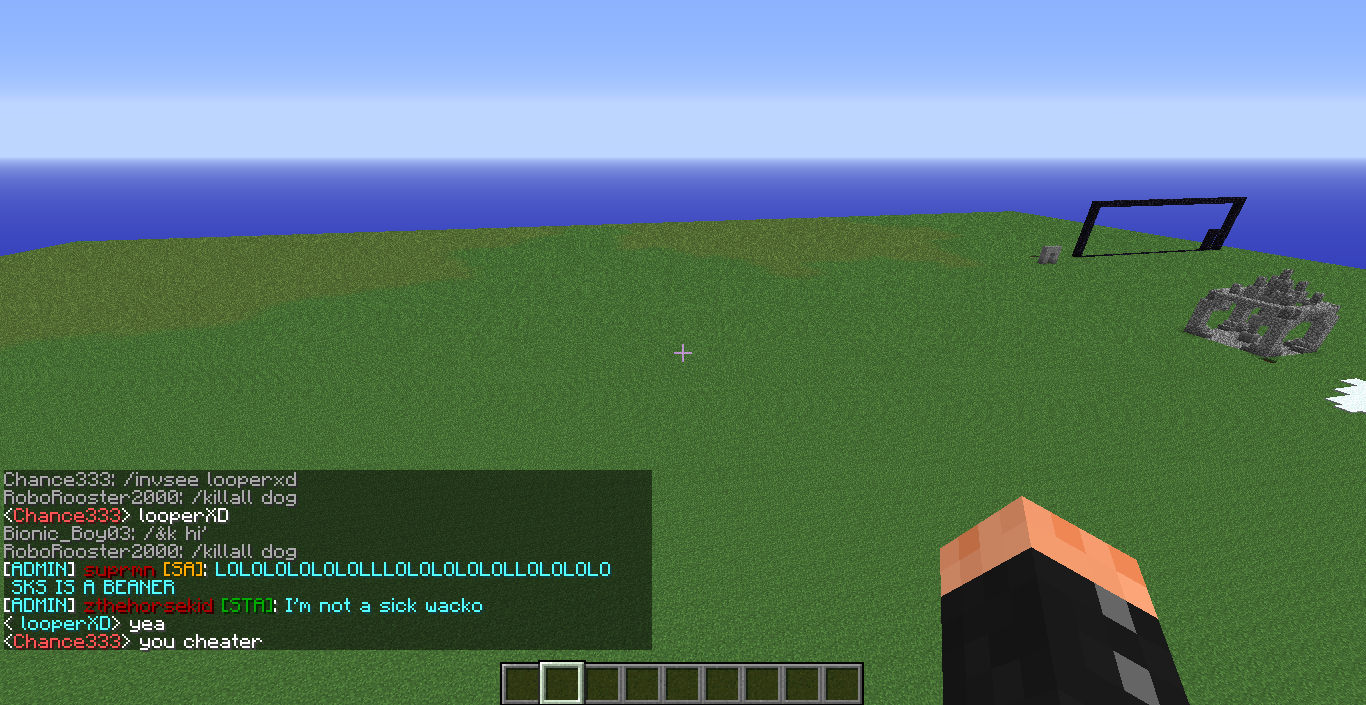 Chance333: /invsee looperxd
RoboRooster2000: /killall dog
<Chance333> looperXD
Bionic_Boy03: /&k hi'
RoboRooster2000: /killall dog
[ADMIN] suprmn [SA]: LOLOLOLOLOLOLLLOLOLOLOLOLLOLOLOLO
SKS IS A BEANER
[ADMIN] zthehorsekid [STA]: I'm not a sick wacko
< looperXD> yea
<Chance333> you cheater